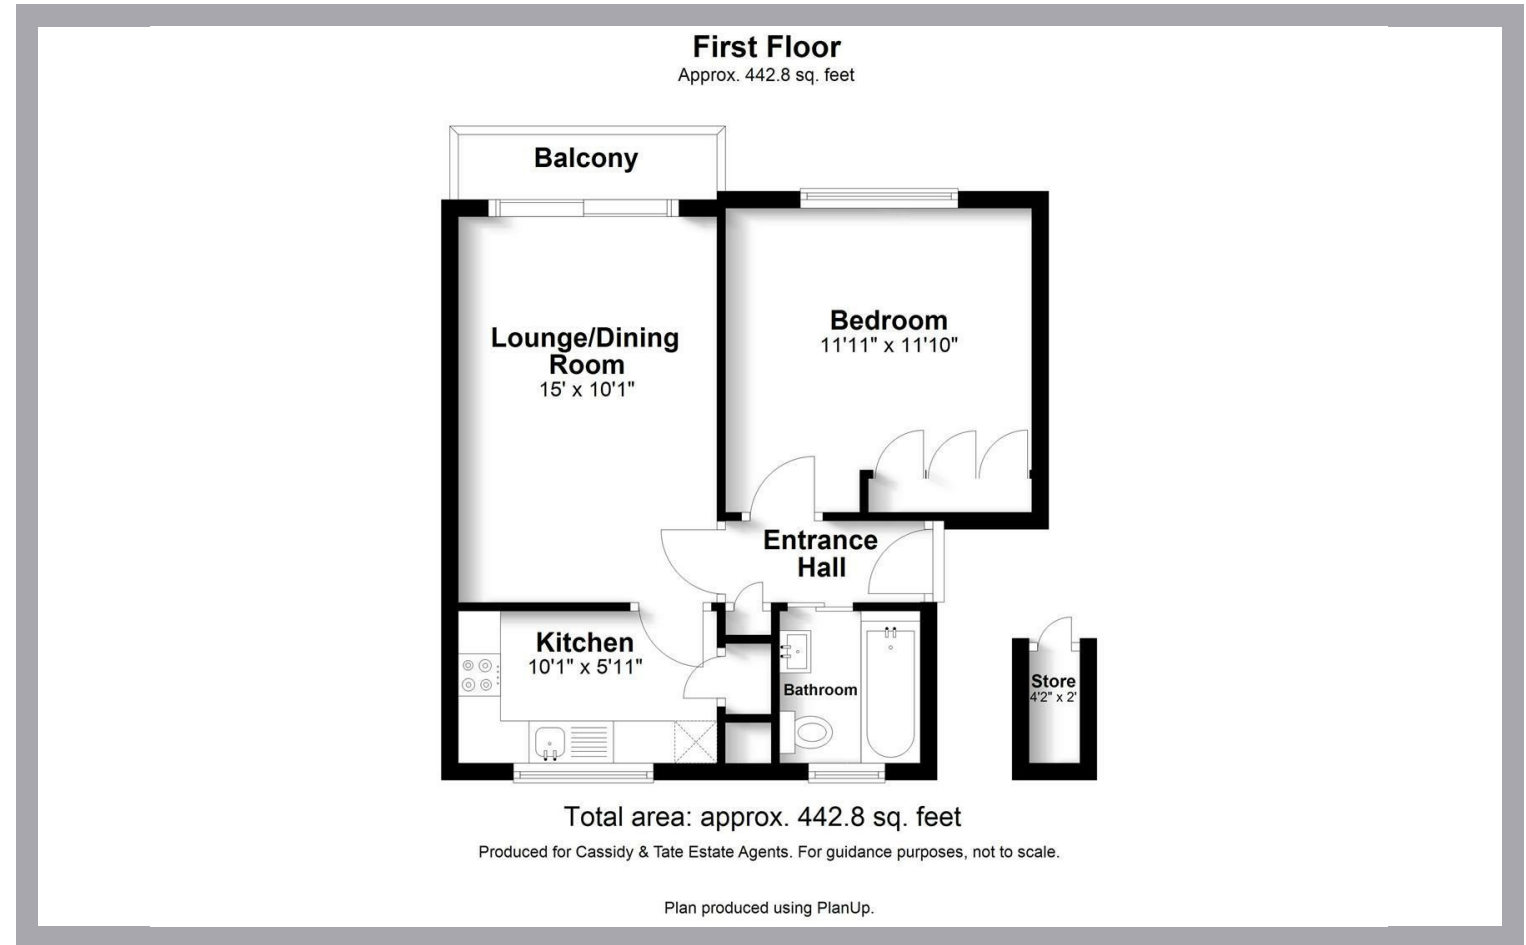 First Floor
Approx. 442.8 sq. feet
Balcony
Lounge/Dining
Room
15' x 10'1"
Bedroom
11'11" x 11'10"
Entrance
Hall
Kitchen
10'1" x 5'11"
Bathroom
Store
4'2" x 2'
Total area: approx. 442.8 sq. feet
Produced for Cassidy & Tate Estate Agents. For guidance purposes, not to scale.
Plan produced using PlanUp.